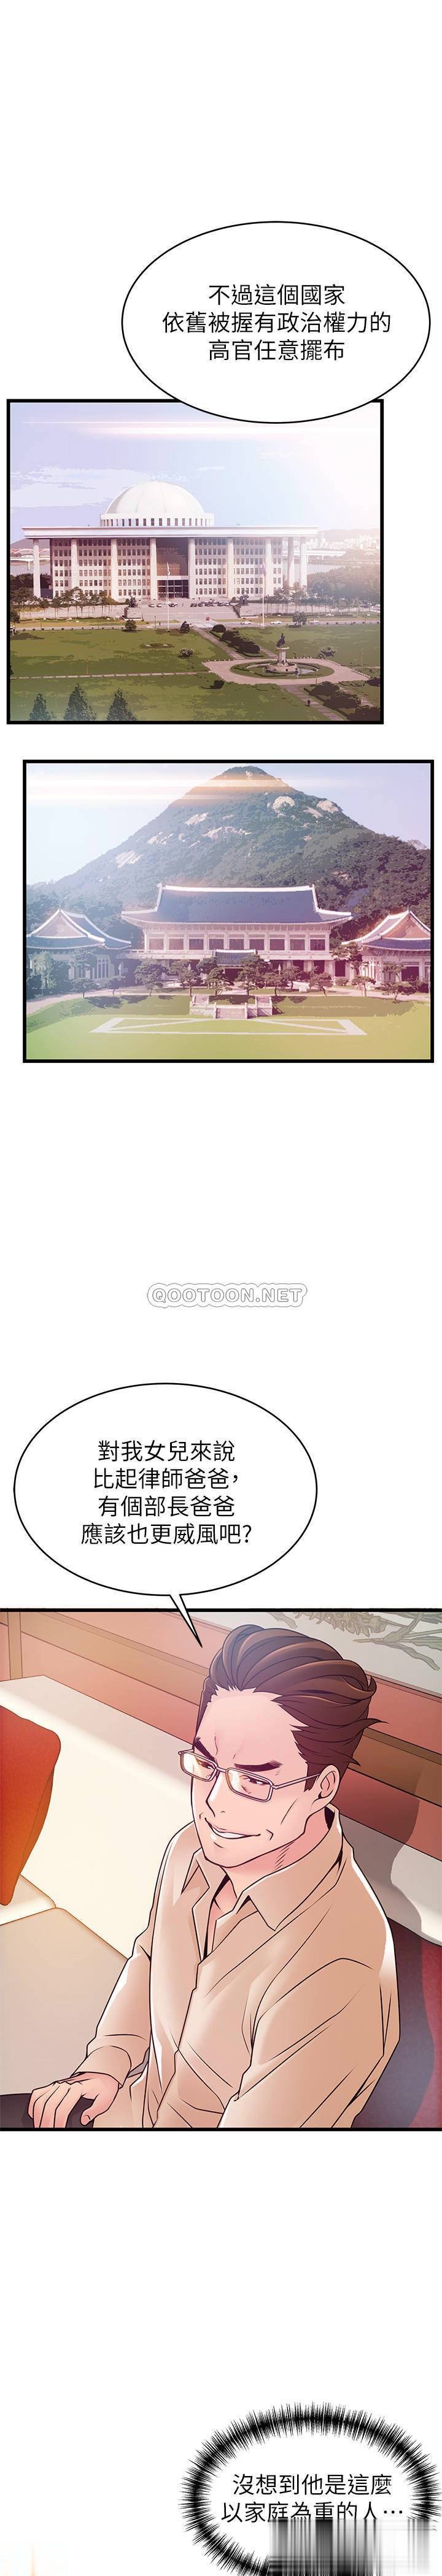 不過這個國家
依舊被握有政治權力的
高官任意擺布
QOOTOON.NET
對我女兒來說
比起律師爸爸,
有個部長爸爸
應該也更威風吧?
沒想到他是這麼
以家庭為重的人…